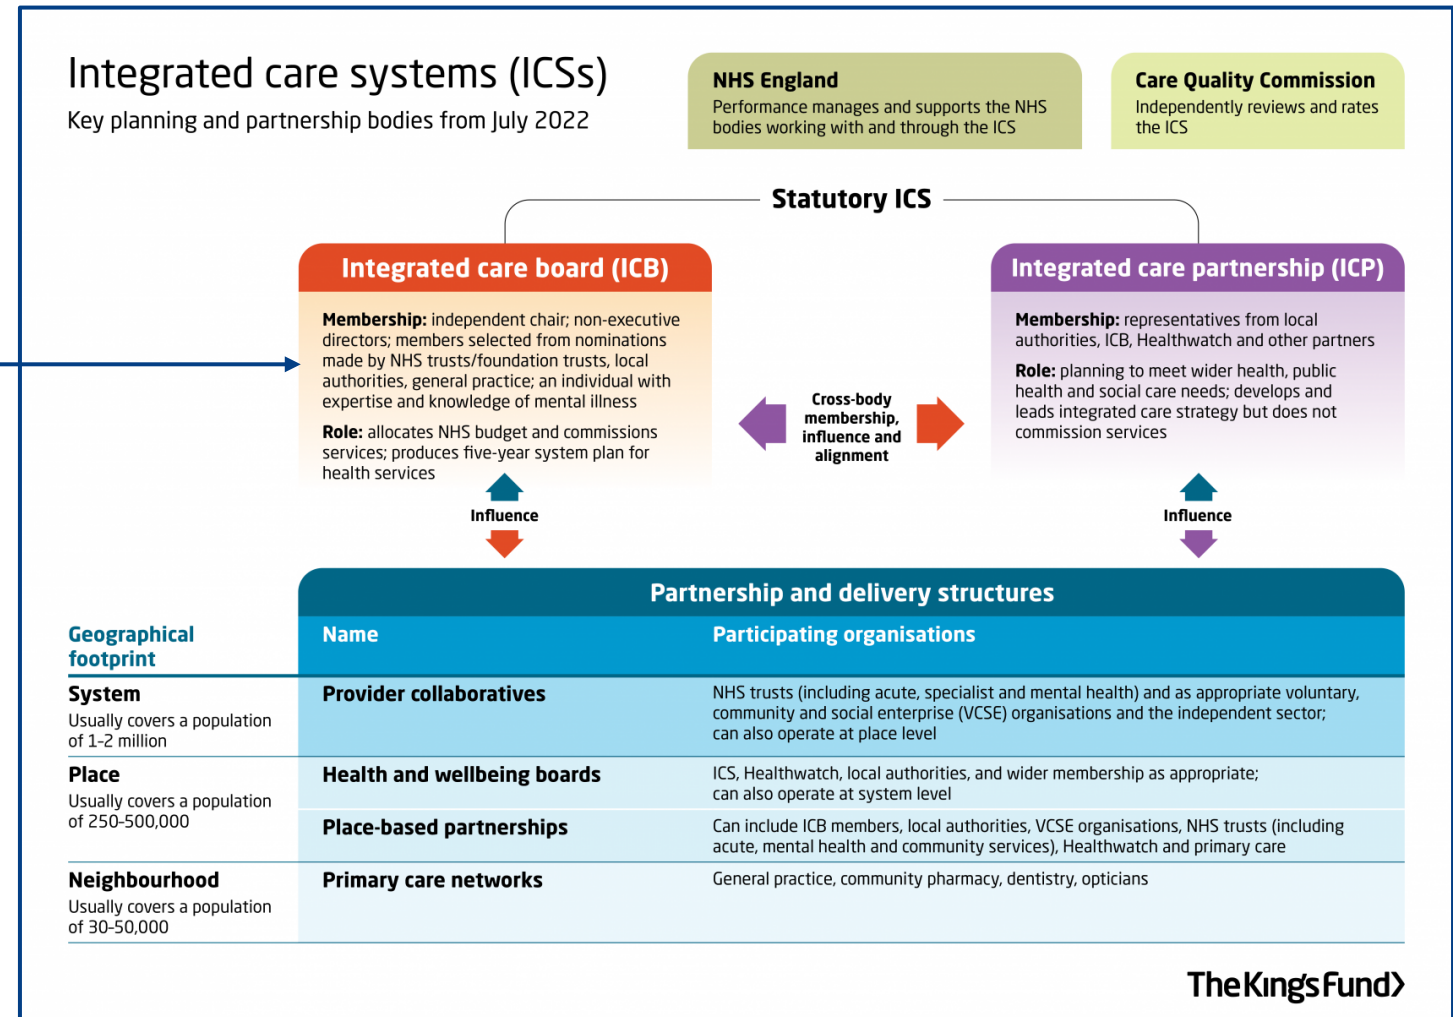 Integrated care systems (ICSs)
Key planning and partnership bodies from July 2022
NHS England
Performance manages and supports the NHS
bodies working with and through the ICS
Care Quality Commission
Independently reviews and rates
the ICS
Statutory ICS
Integrated care board (ICB)
Membership: independent chair; non-executive
directors; members selected from nominations
made by NHS trusts/foundation trusts, local
authorities, general practice; an individual with
expertise and knowledge of mental illness
Role: allocates NHS budget and commissions
services; produces five-year system plan for
health services
Cross-body
membership,
influence and
alignment
Integrated care partnership (ICP)
Membership: representatives from local
authorities, ICB, Healthwatch and other partners
Role: planning to meet wider health, public
health and social care needs; develops and
leads integrated care strategy but does not
commission services
Influence
Influence
Partnership and delivery structures
Geographical
footprint
Name
Participating organisations
System
Usually covers a population
of 1–2 million
Provider collaboratives
NHS trusts (including acute, specialist and mental health) and as appropriate voluntary,
community and social enterprise (VCSE) organisations and the independent sector;
can also operate at place level
Place
Usually covers a population
of 250–500,000
Health and wellbeing boards
ICS, Healthwatch, local authorities, and wider membership as appropriate;
can also operate at system level
Place-based partnerships
Can include ICB members, local authorities, VCSE organisations, NHS trusts (including
acute, mental health and community services), Healthwatch and primary care
Neighbourhood
Usually covers a population
of 30–50,000
Primary care networks
General practice, community pharmacy, dentistry, opticians
The King's Fund